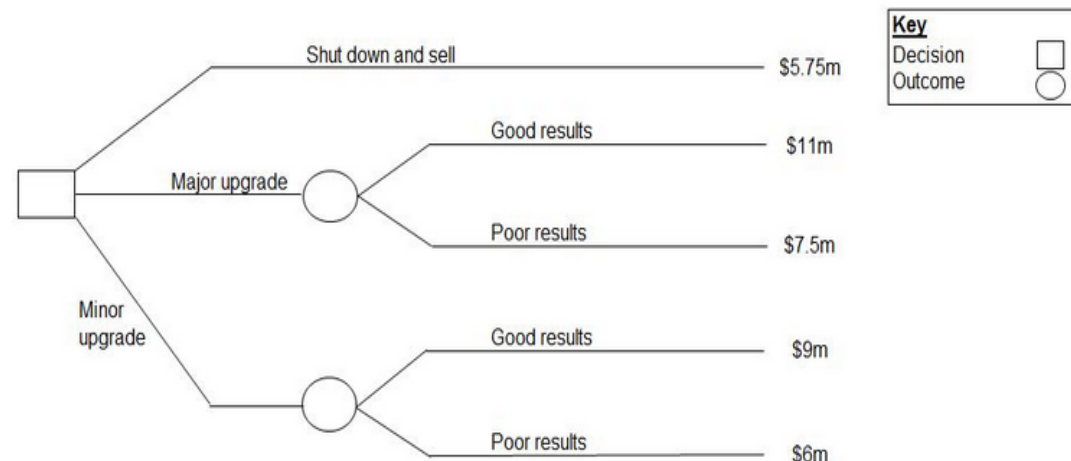 Key
Decision
Outcome
Shut down and sell
$5.75m
Good results
$11m
Major upgrade
Poor results
$7.5m
Minor
upgrade
Good results
$9m
Poor results
$6m